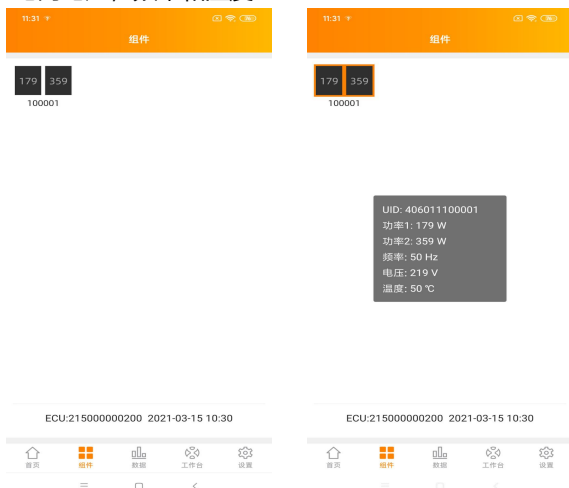 11:31
组件
179 359
100001
ECU:215000000200 2021-03-15 10:30
首页 组件 数据 工作台 设置
11:31
组件
179 359
100001
UID: 406011100001
功率1: 179 W
功率2: 359 W
频率: 50 Hz
电压: 219 V
温度: 50 ℃
ECU:215000000200 2021-03-15 10:30
首页 组件 数据 工作台 设置